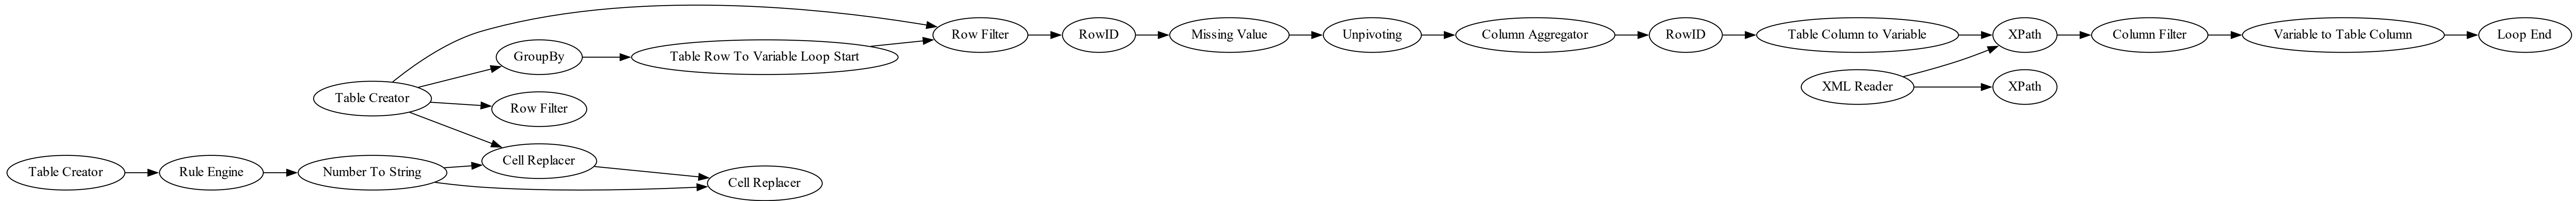 Table Creator
Rule Engine
Number To String
Table Creator
GroupBy
Row Filter
Cell Replacer
Cell Replacer
Table Row To Variable Loop Start
Row Filter
RowID
Missing Value
Unpivoting
Column Aggregator
RowID
Table Column to Variable
XML Reader
XPath
XPath
Column Filter
Variable to Table Column
Loop End